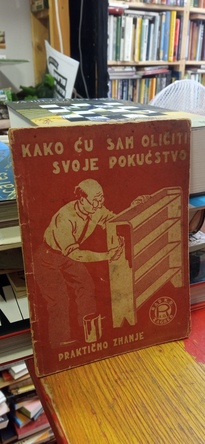 KAKO ĆU SAM OLIČITI
SVOJE POKUĆSTVO
R
PRAKTIČNO ZNANJE